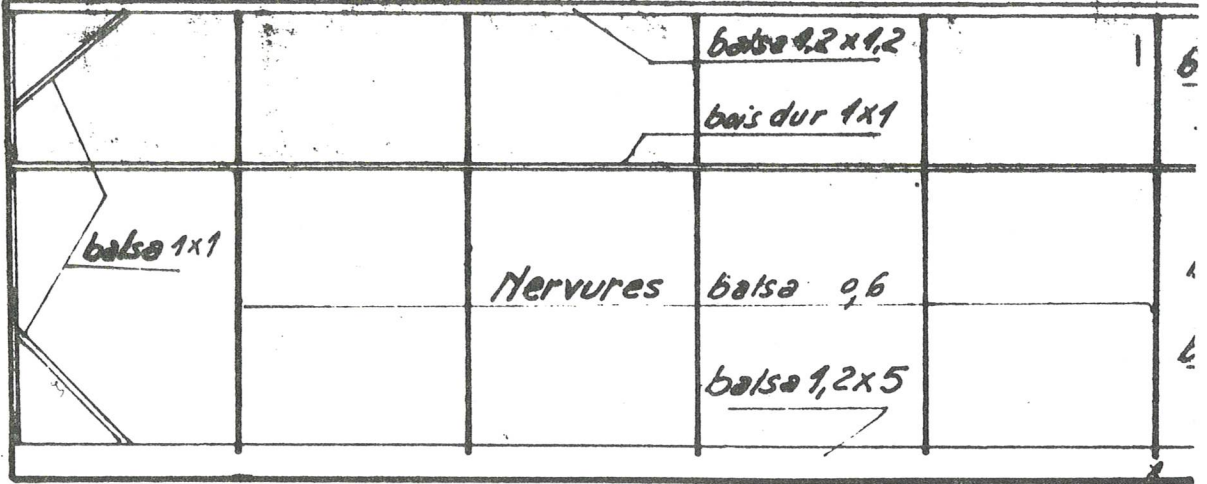 balsa 1,2 x 1,2
bois dur 1x1
balsa 1x1
Nervures balsa 0,6
balsa 1,2x5